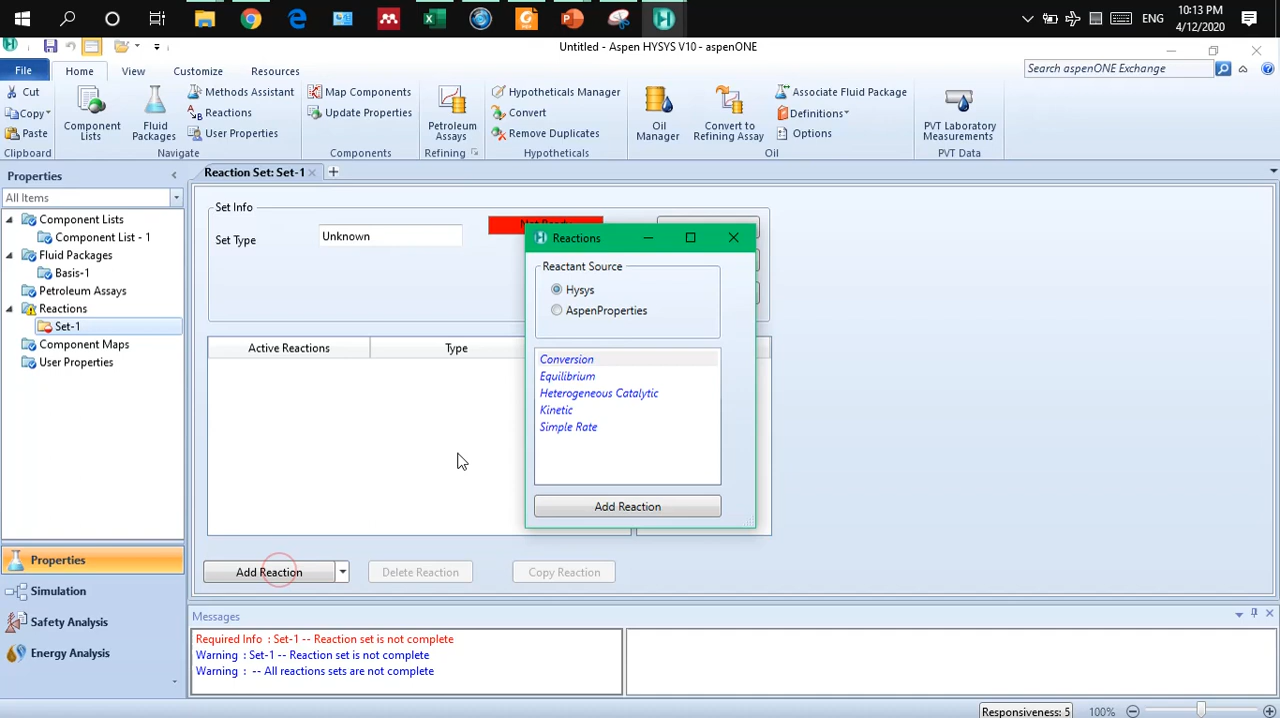 10:13 PM
ENG
4/12/2020
Untitled - Aspen HYSYS V10 - aspenONE
File
Home
View
Customize
Resources
Search aspenONE Exchange
Cut
Copy
Paste
Clipboard
Component Lists
Fluid Packages
Methods Assistant
Reactions
User Properties
Navigate
Map Components
Update Properties
Components
Petroleum Assays
Refining
Hypotheticals Manager
Convert
Remove Duplicates
Hypotheticals
Oil Manager
Convert to Refining Assay
Associate Fluid Package
Definitions
Options
Oil
PVT Laboratory Measurements
PVT Data
Properties
All Items
Component Lists
Component List - 1
Fluid Packages
Basis-1
Petroleum Assays
Reactions
Set-1
Component Maps
User Properties
Properties
Simulation
Safety Analysis
Energy Analysis
Reaction Set: Set-1
Set Info
Set Type
Unknown
Active Reactions
Type
Reactions
Reactant Source
Hysys
AspenProperties
Conversion
Equilibrium
Heterogeneous Catalytic
Kinetic
Simple Rate
Add Reaction
Add Reaction
Delete Reaction
Copy Reaction
Messages
Required Info : Set-1 -- Reaction set is not complete
Warning : Set-1 -- Reaction set is not complete
Warning : -- All reactions sets are not complete
Responsiveness: 5
100%